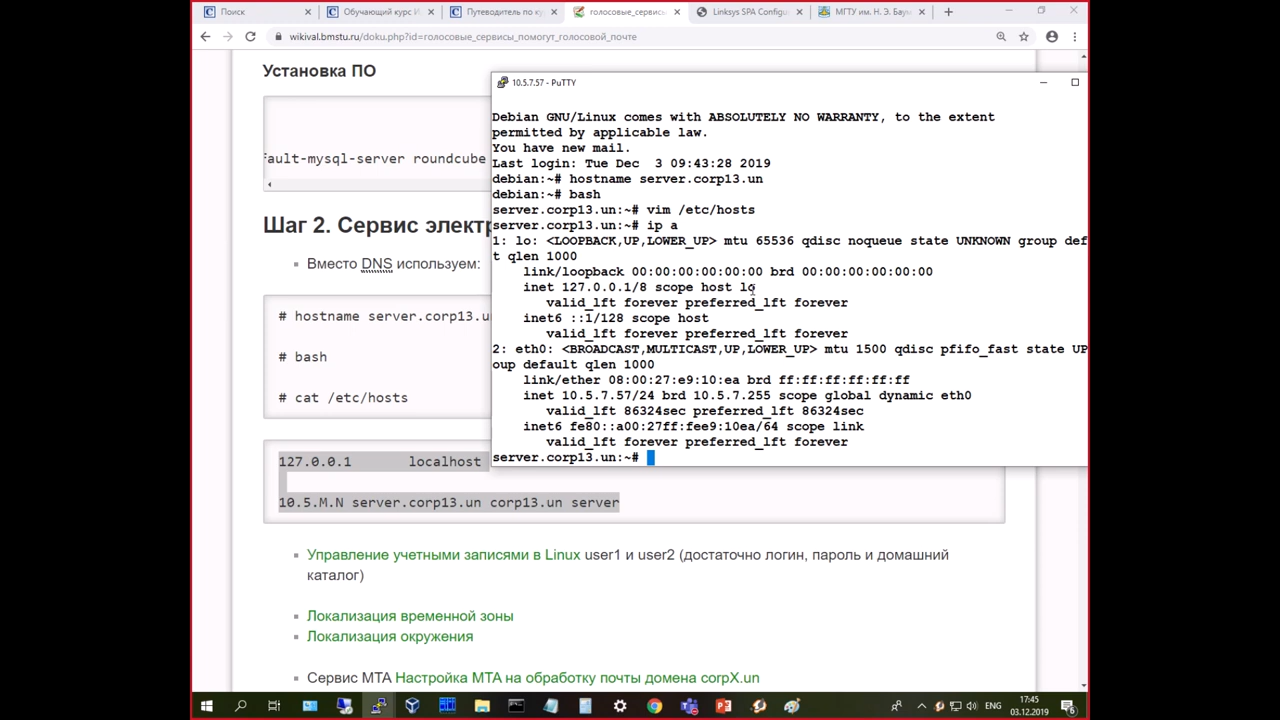 Поиск
Обучающий курс И
Путеводитель по ку
голосовые_сервисы
Linksys SPA Configu
МГТУ им. Н. Э. Баум
wikival.bmstu.ru/doku.php?id=голосовые_сервисы_помогут_голосовой_почте
Установка ПО
fault-mysql-server roundcube
Шаг 2. Сервис электр
Вместо DNS используем:
# hostname server.corp13.u
# bash
# cat /etc/hosts
127.0.0.1 localhost
10.5.M.N server.corp13.un corp13.un server
Управление учетными записями в Linux user1 и user2 (достаточно логин, пароль и домашний
каталог)
Локализация временной зоны
Локализация окружения
Сервис MTA Настройка MTA на обработку почты домена corpX.un
10.5.7.57 - PuTTY
Debian GNU/Linux comes with ABSOLUTELY NO WARRANTY, to the extent
permitted by applicable law.
You have new mail.
Last login: Tue Dec 3 09:43:28 2019
debian:~# hostname server.corp13.un
debian:~# bash
server.corp13.un:~# vim /etc/hosts
server.corp13.un:~# ip a
1: lo: <LOOPBACK,UP,LOWER_UP> mtu 65536 qdisc noqueue state UNKNOWN group def
t qlen 1000
link/loopback 00:00:00:00:00:00 brd 00:00:00:00:00:00
inet 127.0.0.1/8 scope host lo
valid_lft forever preferred_lft forever
inet6 ::1/128 scope host
valid_lft forever preferred_lft forever
2: eth0: <BROADCAST,MULTICAST,UP,LOWER_UP> mtu 1500 qdisc pfifo_fast state UP
oup default qlen 1000
link/ether 08:00:27:e9:10:ea brd ff:ff:ff:ff:ff:ff
inet 10.5.7.57/24 brd 10.5.7.255 scope global dynamic eth0
valid_lft 86324sec preferred_lft 86324sec
inet6 fe80::a00:27ff:fee9:10ea/64 scope link
valid_lft forever preferred_lft forever
server.corp13.un:~#
ENG
17:45
03.12.2019
6